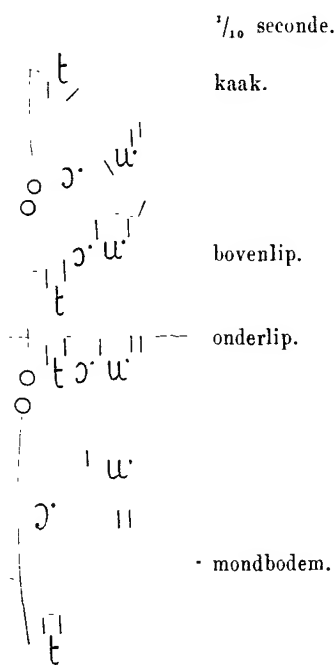 1/10 seconde.
t kaak.
ɔ. u.
ɔ. u. bovenlip.
t
t ɔ. u. onderlip.
u.
ɔ.
mondbodem.
t